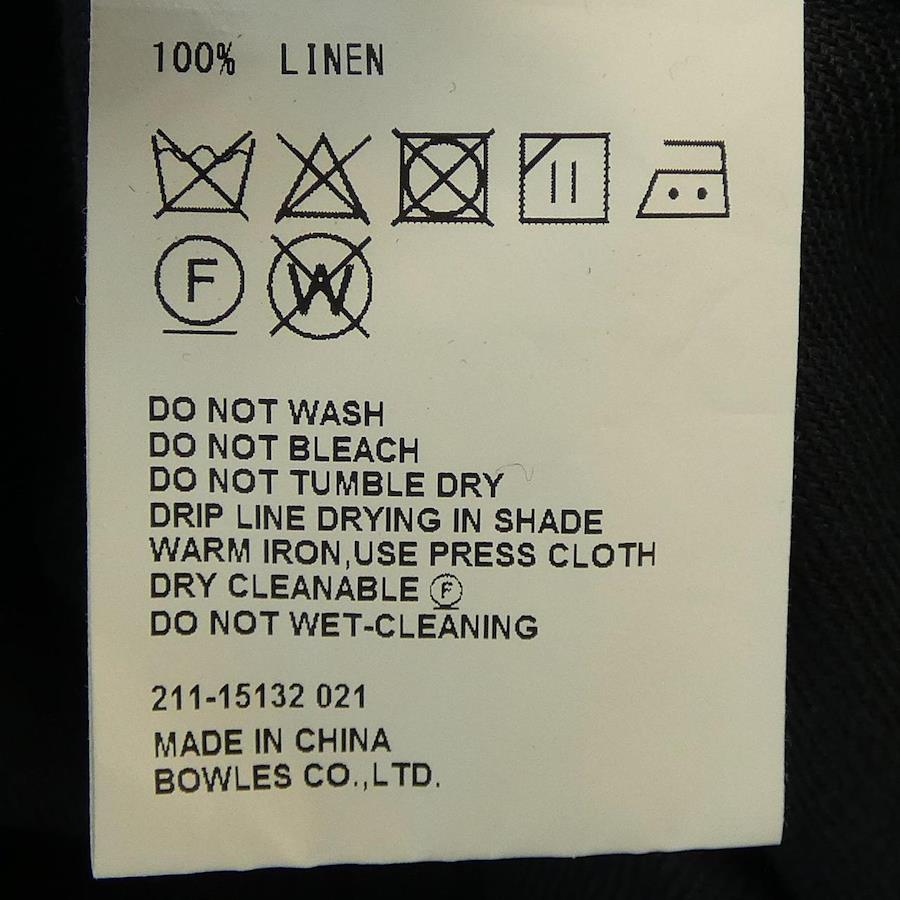 100% LINEN
F W
DO NOT WASH
DO NOT BLEACH
DO NOT TUMBLE DRY
DRIP LINE DRYING IN SHADE
WARM IRON,USE PRESS CLOTH
DRY CLEANABLE Ⓕ
DO NOT WET-CLEANING
211-15132 021
MADE IN CHINA
BOWLES CO.,LTD.